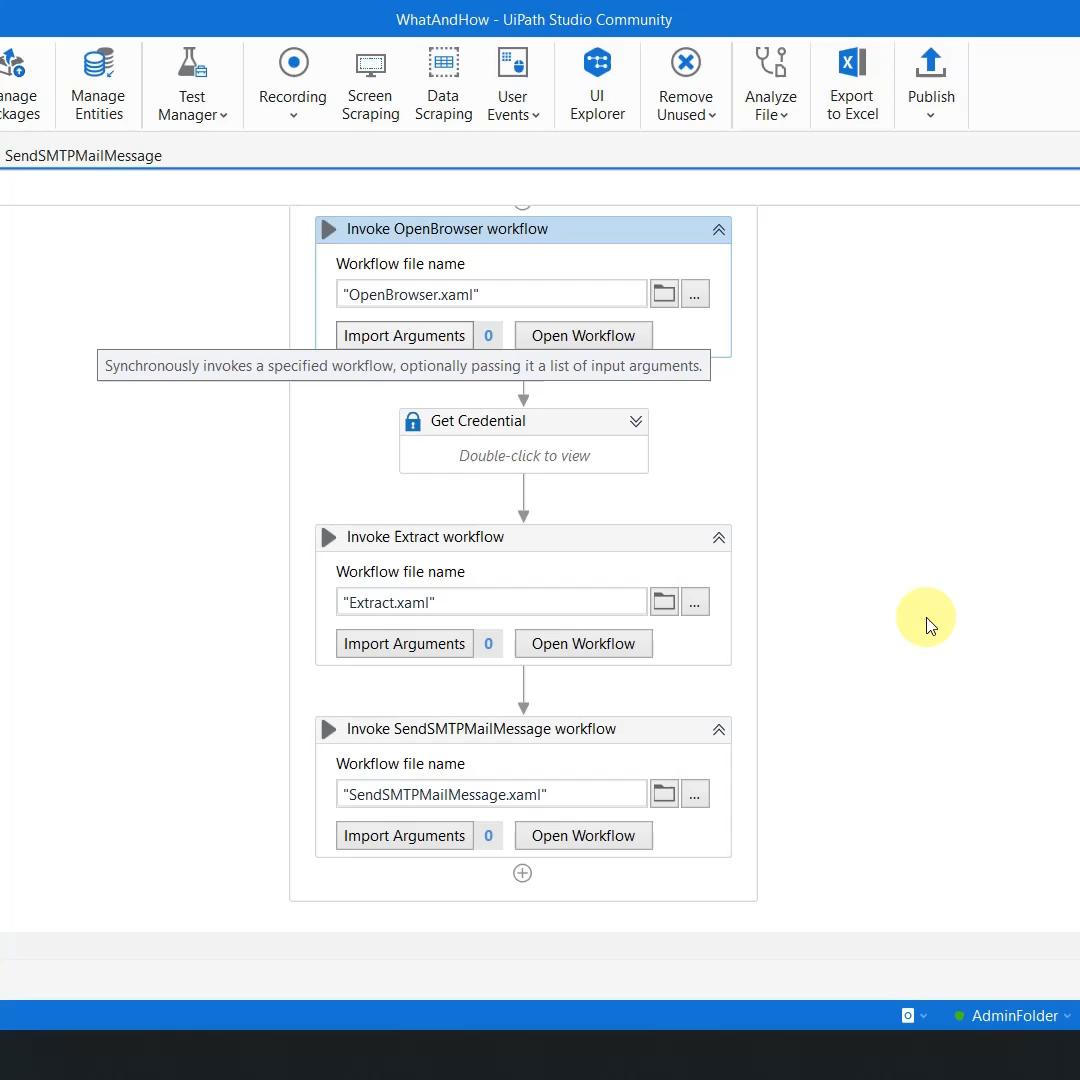 WhatAndHow - UiPath Studio Community
anage
ckages
Manage
Entities
Test
Manager
Recording
Screen
Scraping
Data
Scraping
User
Events
UI
Explorer
Remove
Unused
Analyze
File
Export
to Excel
Publish
SendSMTPMailMessage
Invoke OpenBrowser workflow
Workflow file name
"OpenBrowser.xaml"
...
Import Arguments 0 Open Workflow
Synchronously invokes a specified workflow, optionally passing it a list of input arguments.
Get Credential
Double-click to view
Invoke Extract workflow
Workflow file name
"Extract.xaml"
...
Import Arguments 0 Open Workflow
Invoke SendSMTPMailMessage workflow
Workflow file name
"SendSMTPMailMessage.xaml"
...
Import Arguments 0 Open Workflow
AdminFolder